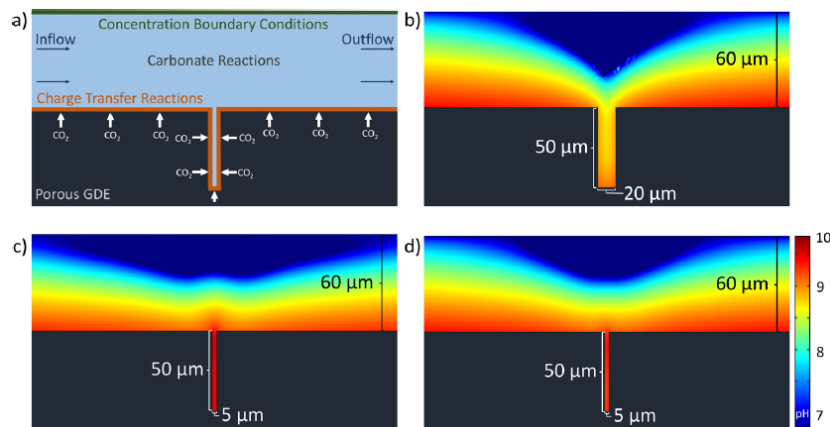 a)
Concentration Boundary Conditions
Inflow
Outflow
Carbonate Reactions
Charge Transfer Reactions
CO₂ CO₂ CO₂ CO₂ CO₂ CO₂ CO₂ CO₂
CO₂ CO₂
Porous GDE
b)
60 µm
50 µm
20 µm
c)
60 µm
50 µm
5 µm
d)
60 µm
50 µm
5 µm
10
9
8
pH 7